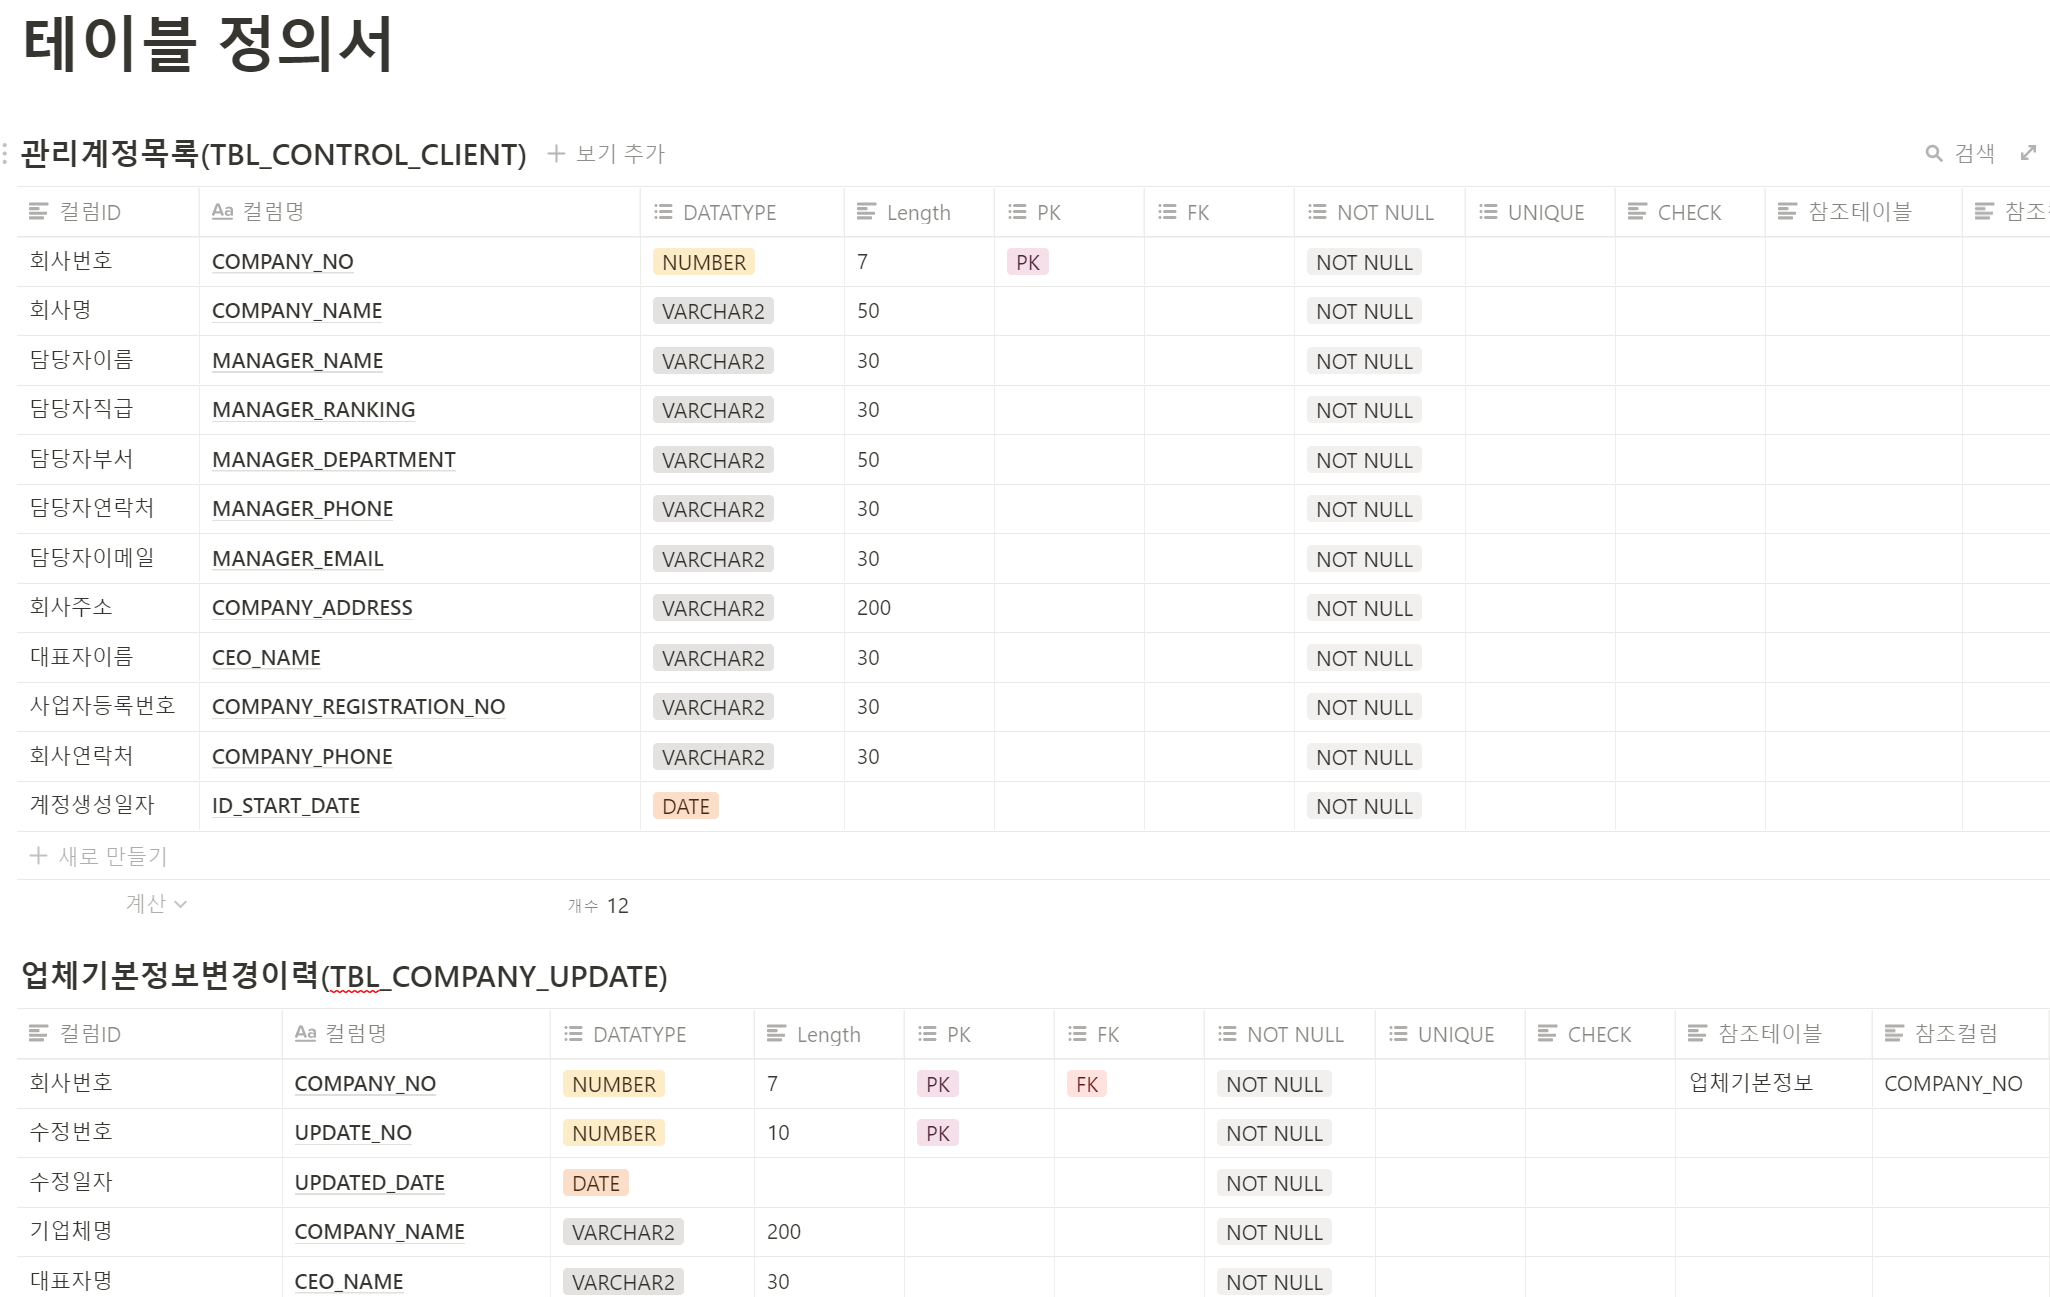 테이블 정의서
관리계정목록(TBL_CONTROL_CLIENT) 보기 추가 검색
컬럼ID Aa 컬럼명 DATATYPE Length PK FK NOT NULL UNIQUE CHECK 참조테이블 참조
회사번호 COMPANY_NO NUMBER 7 PK NOT NULL
회사명 COMPANY_NAME VARCHAR2 50 NOT NULL
담당자이름 MANAGER_NAME VARCHAR2 30 NOT NULL
담당자직급 MANAGER_RANKING VARCHAR2 30 NOT NULL
담당자부서 MANAGER_DEPARTMENT VARCHAR2 50 NOT NULL
담당자연락처 MANAGER_PHONE VARCHAR2 30 NOT NULL
담당자이메일 MANAGER_EMAIL VARCHAR2 30 NOT NULL
회사주소 COMPANY_ADDRESS VARCHAR2 200 NOT NULL
대표자이름 CEO_NAME VARCHAR2 30 NOT NULL
사업자등록번호 COMPANY_REGISTRATION_NO VARCHAR2 30 NOT NULL
회사연락처 COMPANY_PHONE VARCHAR2 30 NOT NULL
계정생성일자 ID_START_DATE DATE NOT NULL
새로 만들기
계산 개수 12
업체기본정보변경이력(TBL_COMPANY_UPDATE)
컬럼ID Aa 컬럼명 DATATYPE Length PK FK NOT NULL UNIQUE CHECK 참조테이블 참조컬럼
회사번호 COMPANY_NO NUMBER 7 PK FK NOT NULL 업체기본정보 COMPANY_NO
수정번호 UPDATE_NO NUMBER 10 PK NOT NULL
수정일자 UPDATED_DATE DATE NOT NULL
기업체명 COMPANY_NAME VARCHAR2 200 NOT NULL
대표자명 CEO_NAME VARCHAR2 30 NOT NULL